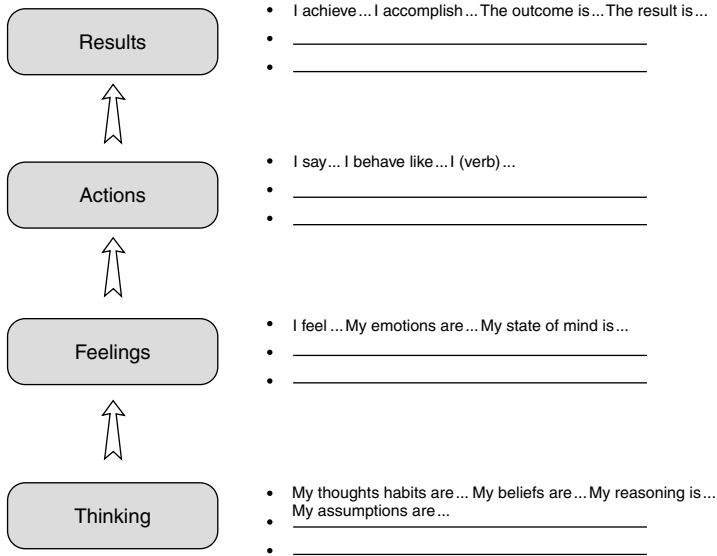 Results
• I achieve... I accomplish... The outcome is... The result is...
Actions
• I say... I behave like... I (verb)...
Feelings
• I feel ... My emotions are... My state of mind is...
Thinking
• My thoughts habits are... My beliefs are... My reasoning is...
My assumptions are...